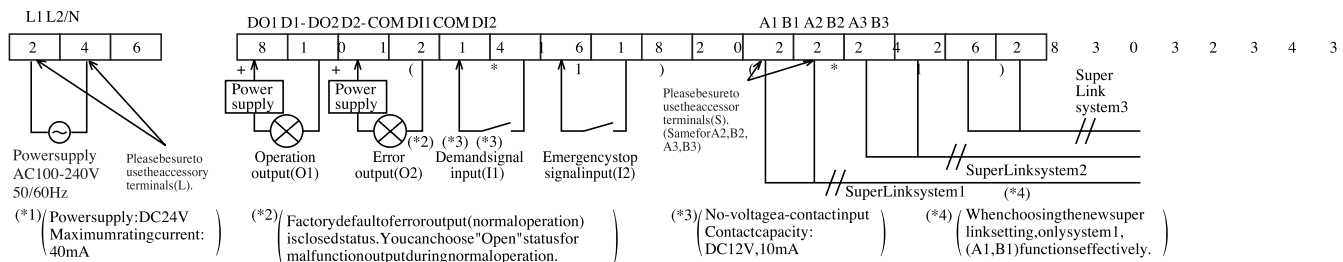 L1 L2/N
DO1 D1- DO2 D2- COM DI1 COM DI2
A1 B1 A2 B2 A3 B3
2 4 6
8 1 0 1 2 1 4 1 6 1 8 2 0 2 2 2 4 2 6 2 8 3 0 3 2 3 4 3
+ + ( * 1 ) ( * 1 )
Power
supply
Power
supply
Powersupply
AC100-240V
50/60Hz
Pleasebesureto
usetheaccessory
terminals(L).
Operation
output(O1)
(*2)
Error
output(O2)
(*3) (*3)
Demandsignal
input(I1)
Emergencystop
signalinput(I2)
Pleasebesureto
usetheaccessor
terminals(S).
(SameforA2,B2,
A3,B3)
Super
Link
system3
SuperLinksystem2
SuperLinksystem1
(*4)
(*1) (Powersupply:DC24V
Maximumratingcurrent:
40mA)
(*2) (Factorydefaultoferroroutput(normaloperation)
isclosedstatus.Youcanchoose"Open"statusfor
malfunctionoutputduringnormaloperation.)
(*3) (No-voltagea-contactinput
Contactcapacity:
DC12V,10mA)
(*4) (Whenchoosingthenewsuper
linksetting,onlysystem1,
(A1,B1)functionseffectively.)